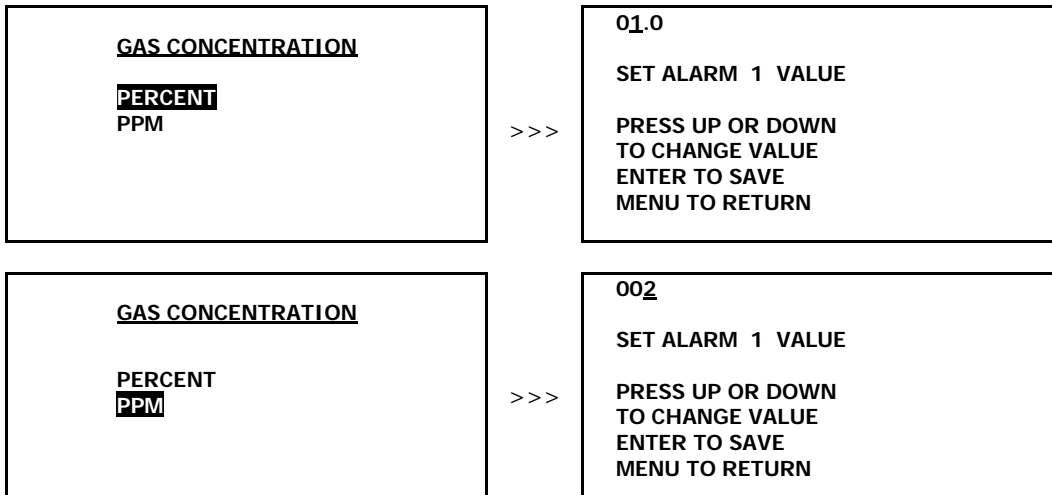 GAS CONCENTRATION
PERCENT
PPM
>>>
01.0
SET ALARM 1 VALUE
PRESS UP OR DOWN
TO CHANGE VALUE
ENTER TO SAVE
MENU TO RETURN
GAS CONCENTRATION
PERCENT
PPM
>>>
002
SET ALARM 1 VALUE
PRESS UP OR DOWN
TO CHANGE VALUE
ENTER TO SAVE
MENU TO RETURN